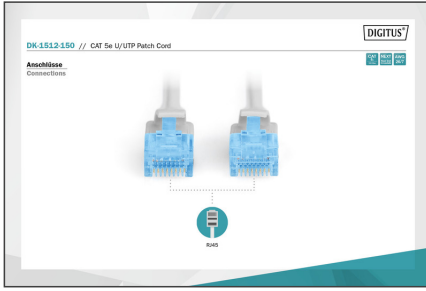 DIGITUS®
DK-1512-150 // CAT 5e U/UTP Patch Cord
Anschlüsse
Connections
RJ45